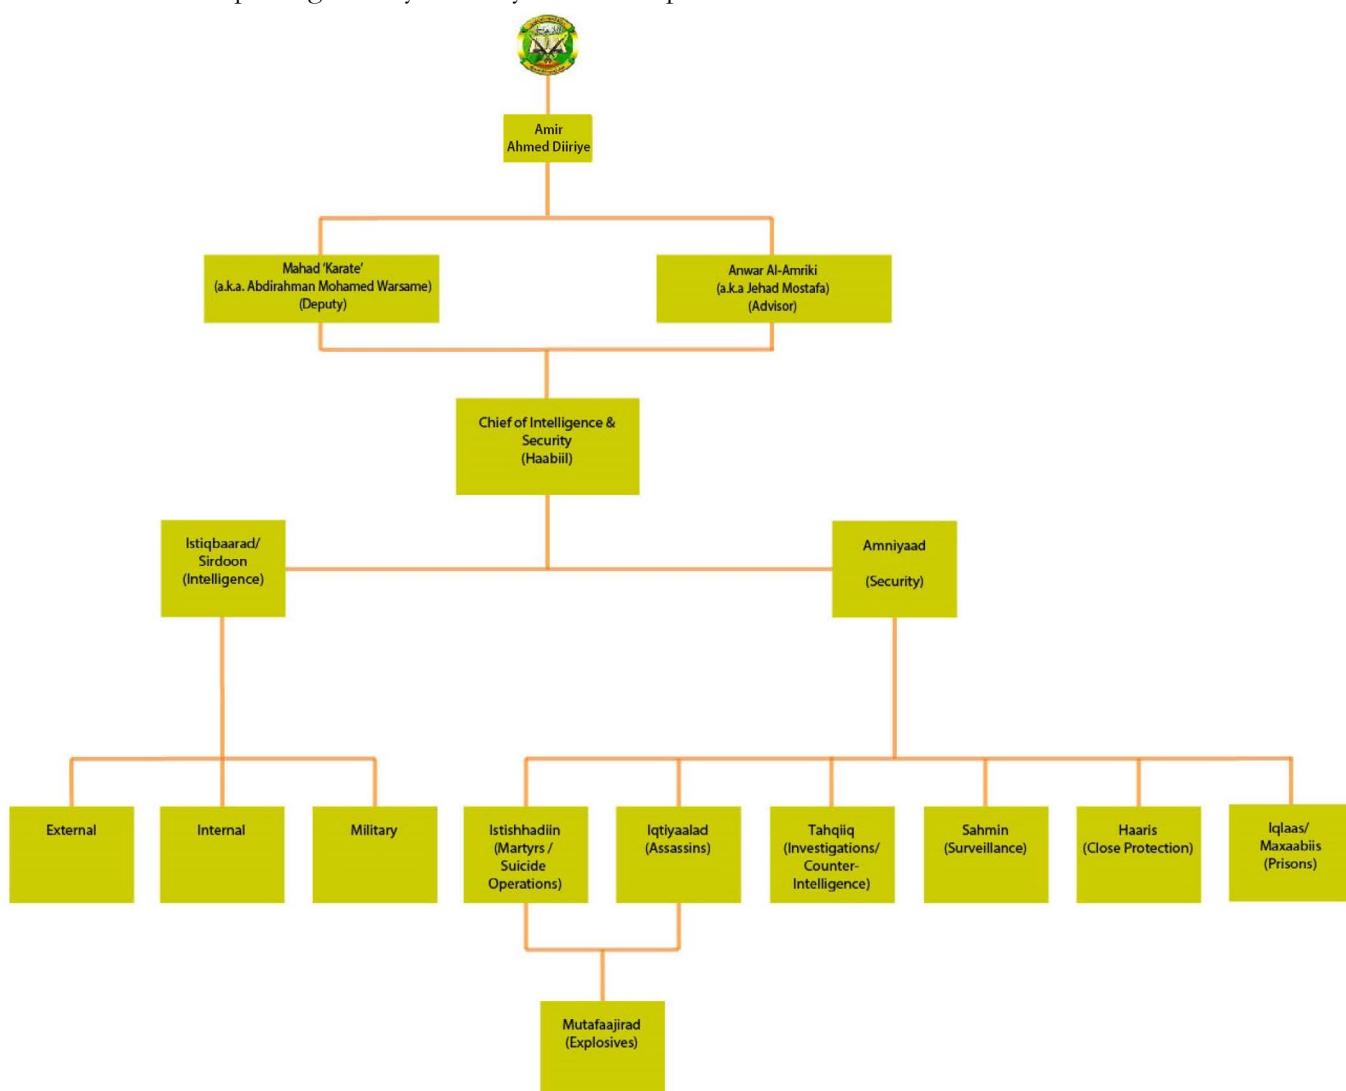 Amir
Ahmed Diiriye
Mahad ‘Karate’
(a.k.a. Abdirahman Mohamed Warsame)
(Deputy)
Anwar Al-Amriki
(a.k.a Jehad Mostafa)
(Advisor)
Chief of Intelligence &
Security
(Haabiil)
Istiqbaarad/
Sirdoon
(Intelligence)
Amniyaad
(Security)
External
Internal
Military
Istishhadiin
(Martyrs /
Suicide
Operations)
Iqtiyaalad
(Assassins)
Tahqiiq
(Investigations/
Counter-
Intelligence)
Sahmin
(Surveillance)
Haaris
(Close Protection)
Iqlaas/
Maxaabiis
(Prisons)
Mutafaajirad
(Explosives)